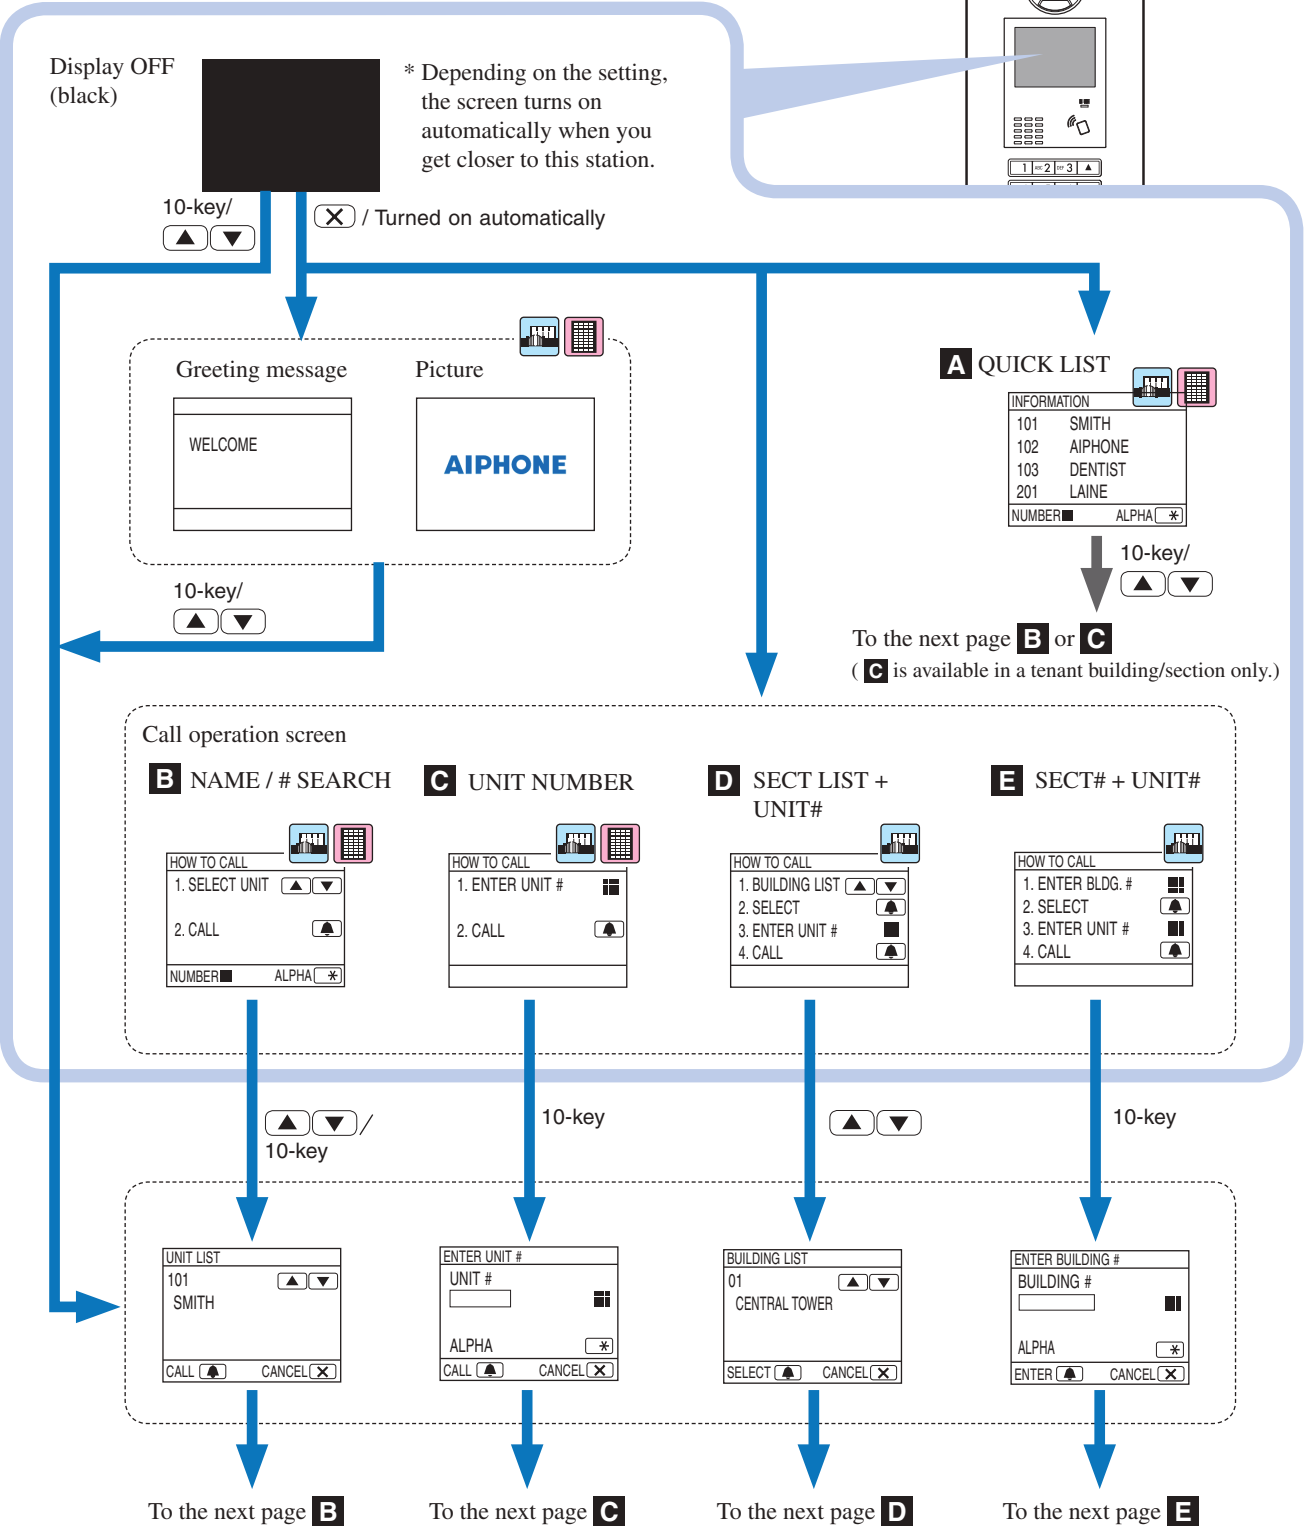 Display OFF
(black)
* Depending on the setting,
the screen turns on
automatically when you
get closer to this station.
1 ABC 2 DEF 3 ▲
10-key/
▲ ▼
X / Turned on automatically
Greeting message
Picture
WELCOME
AIPHONE
A QUICK LIST
INFORMATION
101 SMITH
102 AIPHONE
103 DENTIST
201 LAINE
NUMBER■ ALPHA *
10-key/
▲ ▼
10-key/
▲ ▼
To the next page B or C
( C is available in a tenant building/section only.)
Call operation screen
B NAME / # SEARCH
HOW TO CALL
1. SELECT UNIT ▲ ▼
2. CALL
NUMBER■ ALPHA *
C UNIT NUMBER
HOW TO CALL
1. ENTER UNIT #
2. CALL
D SECT LIST +
UNIT#
HOW TO CALL
1. BUILDING LIST ▲ ▼
2. SELECT
3. ENTER UNIT #
4. CALL
E SECT# + UNIT#
HOW TO CALL
1. ENTER BLDG. #
2. SELECT
3. ENTER UNIT #
4. CALL
▲ ▼ /
10-key
10-key
▲ ▼
10-key
UNIT LIST
101 ▲ ▼
SMITH
CALL CANCEL X
ENTER UNIT #
UNIT #
ALPHA *
CALL CANCEL X
BUILDING LIST
01 ▲ ▼
CENTRAL TOWER
SELECT CANCEL X
ENTER BUILDING #
BUILDING #
ALPHA *
ENTER CANCEL X
To the next page B
To the next page C
To the next page D
To the next page E